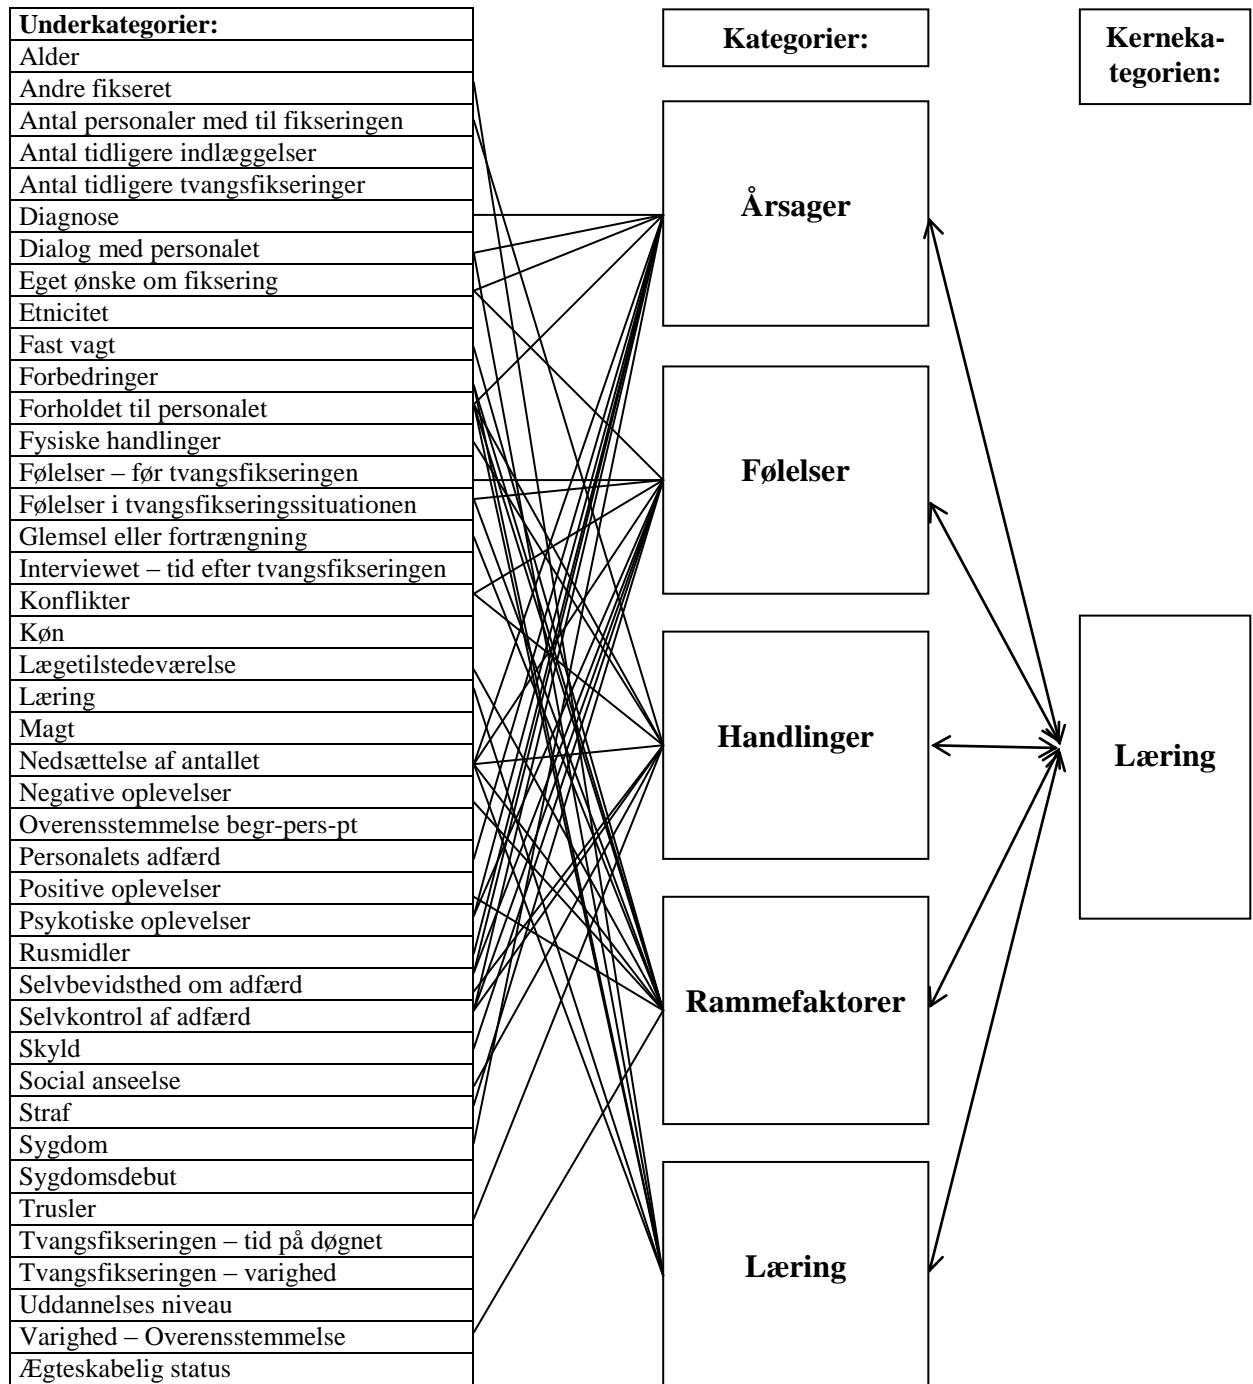 Underkategorier:
Alder
Andre fikseret
Antal personaler med til fikseringen
Antal tidligere indlæggelser
Antal tidligere tvangsfikseringer
Diagnose
Dialog med personalet
Eget ønske om fiksering
Etnicitet
Fast vagt
Forbedringer
Forholdet til personalet
Fysiske handlinger
Følelser – før tvangsfikseringen
Følelser i tvangsfikseringssituationen
Glemsel eller fortrængning
Interviewet – tid efter tvangsfikseringen
Konflikter
Køn
Lægetilstedeværelse
Læring
Magt
Nedsættelse af antallet
Negative oplevelser
Overensstemmelse begr-pers-pt
Personalets adfærd
Positive oplevelser
Psykotiske oplevelser
Rusmidler
Selvbevidsthed om adfærd
Selvkontrol af adfærd
Skyld
Social anseelse
Straf
Sygdom
Sygdomsdebut
Trusler
Tvangsfikseringen – tid på døgnet
Tvangsfikseringen – varighed
Uddannelses niveau
Varighed – Overensstemmelse
Ægteskabelig status
Kategorier:
Årsager
Følelser
Handlinger
Rammefaktorer
Læring
Korneka-
tegorien:
Læring